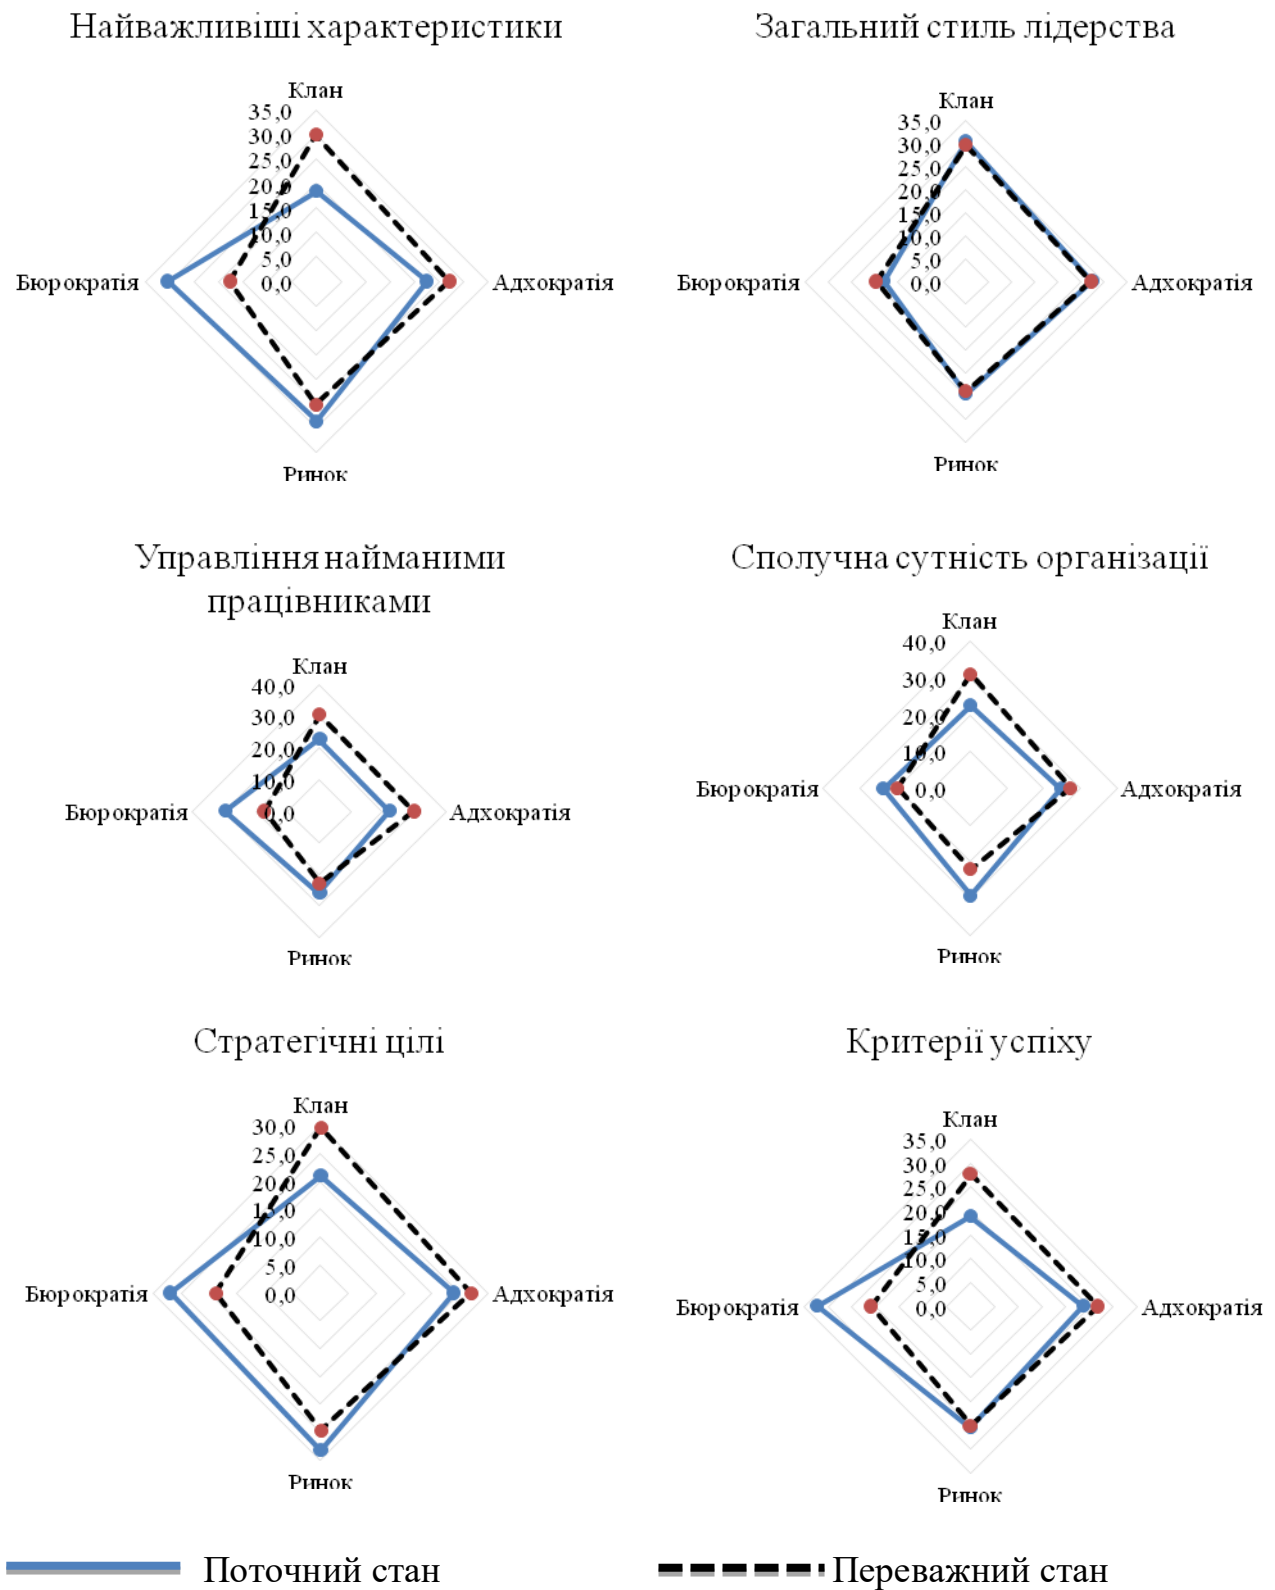 Найважливіші характеристики
Клан
35,0
30,0
25,0
20,0
15,0
10,0
5,0
0,0
Бюрократія
Адхократія
Ринок
Загальний стиль лідерства
Клан
35,0
30,0
25,0
20,0
15,0
10,0
5,0
0,0
Бюрократія
Адхократія
Ринок
Управління найманими
працівниками
Клан
40,0
30,0
20,0
10,0
0,0
Бюрократія
Адхократія
Ринок
Сполучна сутність організації
Клан
40,0
30,0
20,0
10,0
0,0
Бюрократія
Адхократія
Ринок
Стратегічні цілі
Клан
30,0
25,0
20,0
15,0
10,0
5,0
0,0
Бюрократія
Адхократія
Ринок
Критерії успіху
Клан
35,0
30,0
25,0
20,0
15,0
10,0
5,0
0,0
Бюрократія
Адхократія
Ринок
Поточний стан
Переважний стан